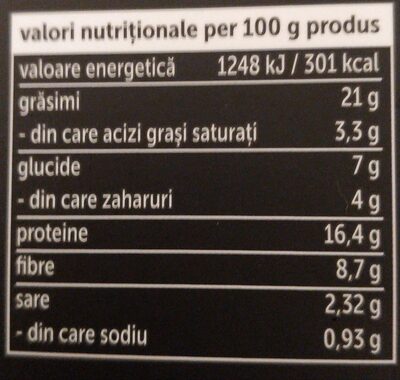 valori nutriționale per 100 g produs
valoare energetică 1248 kJ / 301 kcal
grăsimi 21 g
- din care acizi grași saturați 3,3 g
glucide 7 g
- din care zaharuri 4 g
proteine 16,4 g
fibre 8,7 g
sare 2,32 g
- din care sodiu 0,93 g